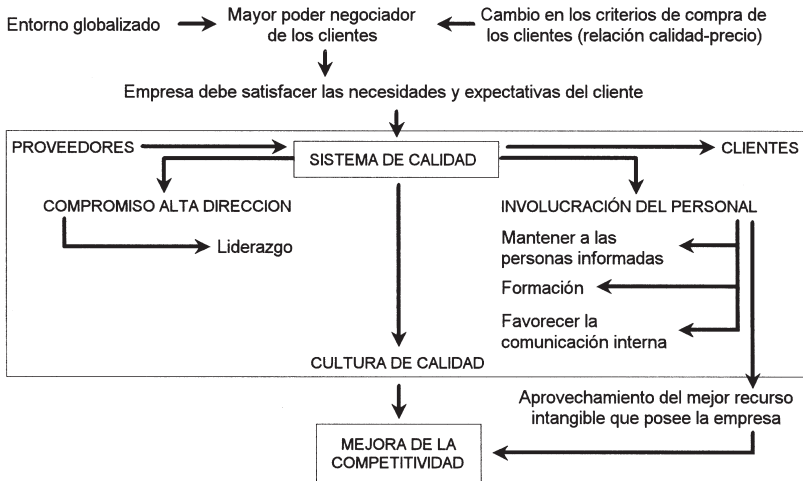 Entorno globalizado
Mayor poder negociador
de los clientes
Cambio en los criterios de compra de
los clientes (relación calidad-precio)
Empresa debe satisfacer las necesidades y expectativas del cliente
PROVEEDORES
SISTEMA DE CALIDAD
CLIENTES
COMPROMISO ALTA DIRECCION
Liderazgo
INVOLUCRACIÓN DEL PERSONAL
Mantener a las
personas informadas
Formación
Favorecer la
comunicación interna
CULTURA DE CALIDAD
Aprovechamiento del mejor recurso
intangible que posee la empresa
MEJORA DE LA
COMPETITIVIDAD